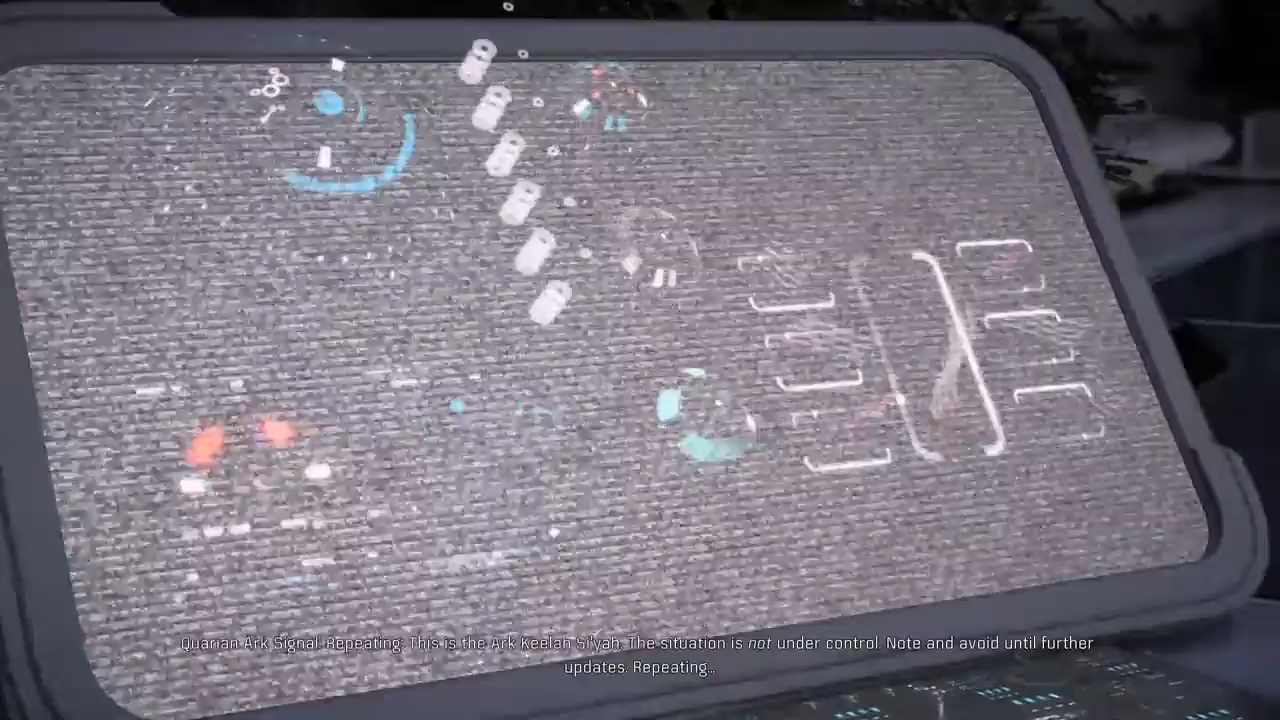 Quarian Ark Signal. Repeating: This is the Ark Keelah Si'yah. The situation is not under control. Note and avoid until further
updates. Repeating...